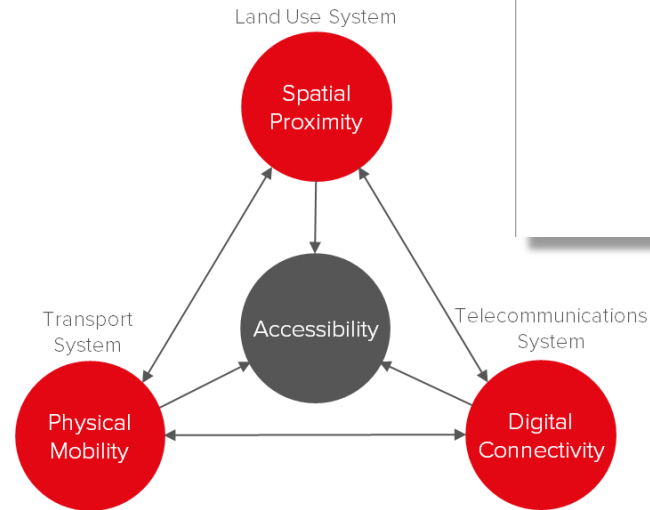 Land Use System
Spatial
Proximity
Accessibility
Transport
System
Telecommunications
System
Physical
Mobility
Digital
Connectivity